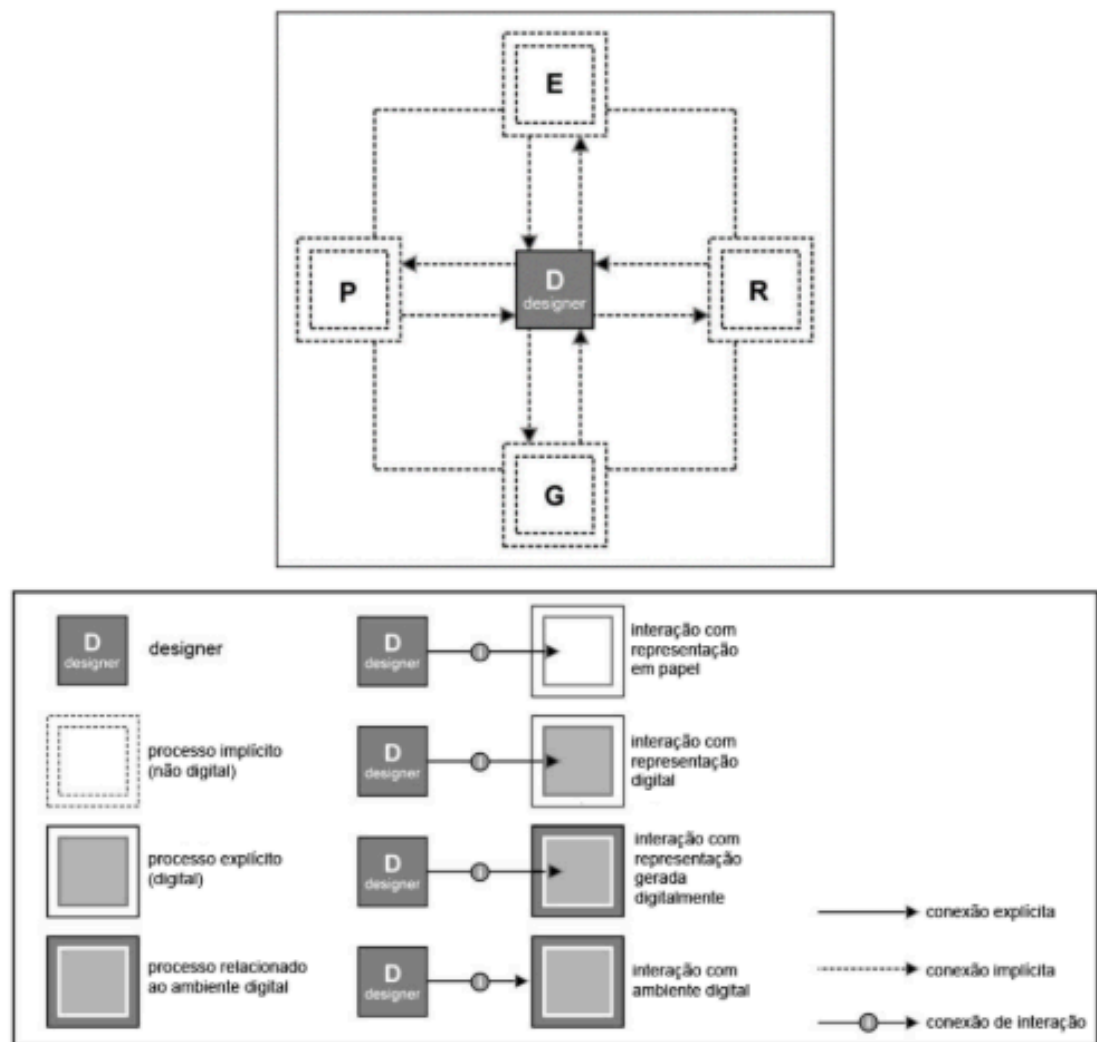 E
P
D
designer
R
G
D
designer
designer
processo implícito
(não digital)
processo explícito
(digital)
processo relacionado
ao ambiente digital
D
designer
I
interação com
representação
em papel
D
designer
I
interação com
representação
digital
D
designer
I
interação com
representação
gerada
digitalmente
D
designer
I
interação com
ambiente digital
conexão explícita
conexão implícita
I
conexão de interação